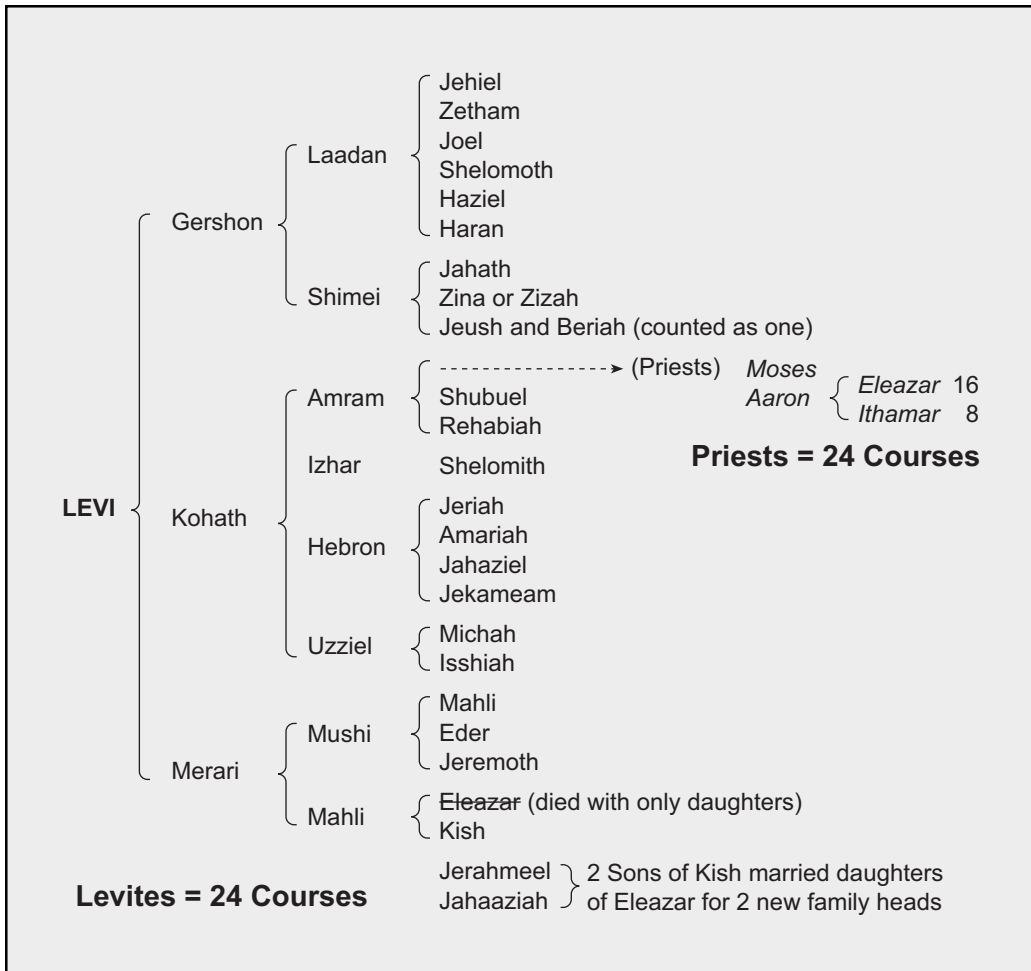 Jehiel
Zetham
Joel
Laadan
Shelomoth
Haziel
Haran
Gershon
Jahath
Shimei
Zina or Zizah
Jeush and Beriah (counted as one)
(Priests)
Moses
Amram
Shubuel
Aaron
Eleazar 16
Rehabiah
Ithamar 8
Priests = 24 Courses
Izhar
Shelomith
LEVI
Kohath
Jeriah
Hebron
Amariah
Jahaziel
Jekameam
Uzziel
Michah
Isshiah
Mahli
Mushi
Eder
Jeremoth
Merari
Eleazar (died with only daughters)
Mahli
Kish
Jerahmeel
Jahaaziah
2 Sons of Kish married daughters
of Eleazar for 2 new family heads
Levites = 24 Courses